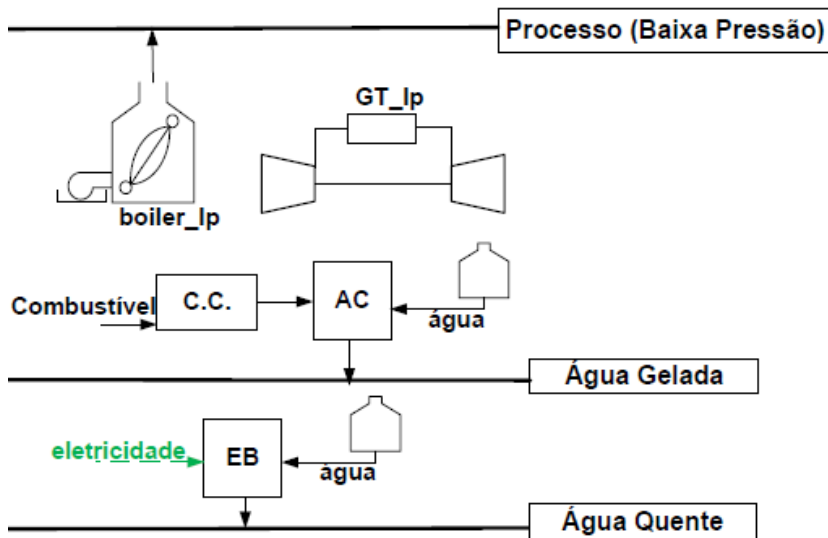 Processo (Baixa Pressão)
GT_lp
boiler_lp
Combustível
C.C.
AC
água
Água Gelada
eletricidade
EB
água
Água Quente